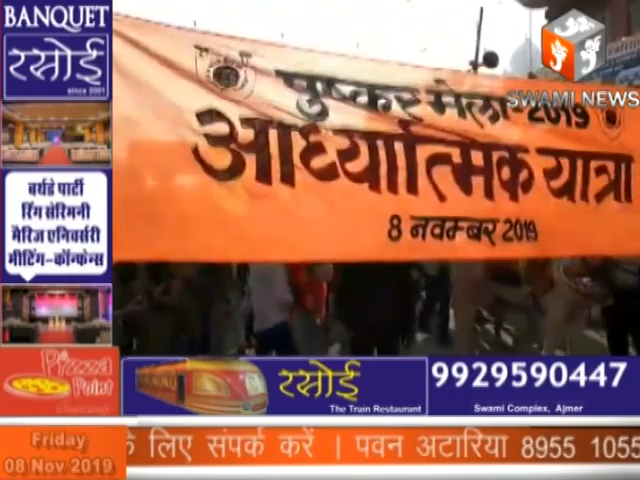 BANQUET
रसोई
since 2001
बर्थडे पार्टी
रिंग सेरिमनी
मैरिज एनिवर्सरी
मीटिंग-कॉन्फ्रेन्स
Pizza
Point
पुष्कर मेला-2019
आध्यात्मिक यात्रा
8 नवम्बर 2019
SWAMI NEWS
रसोई
The Train Restaurant
9929590447
Swami Complex, Ajmer
Friday
08 Nov 2019
के लिए संपर्क करें । पवन अटारिया 8955 1055